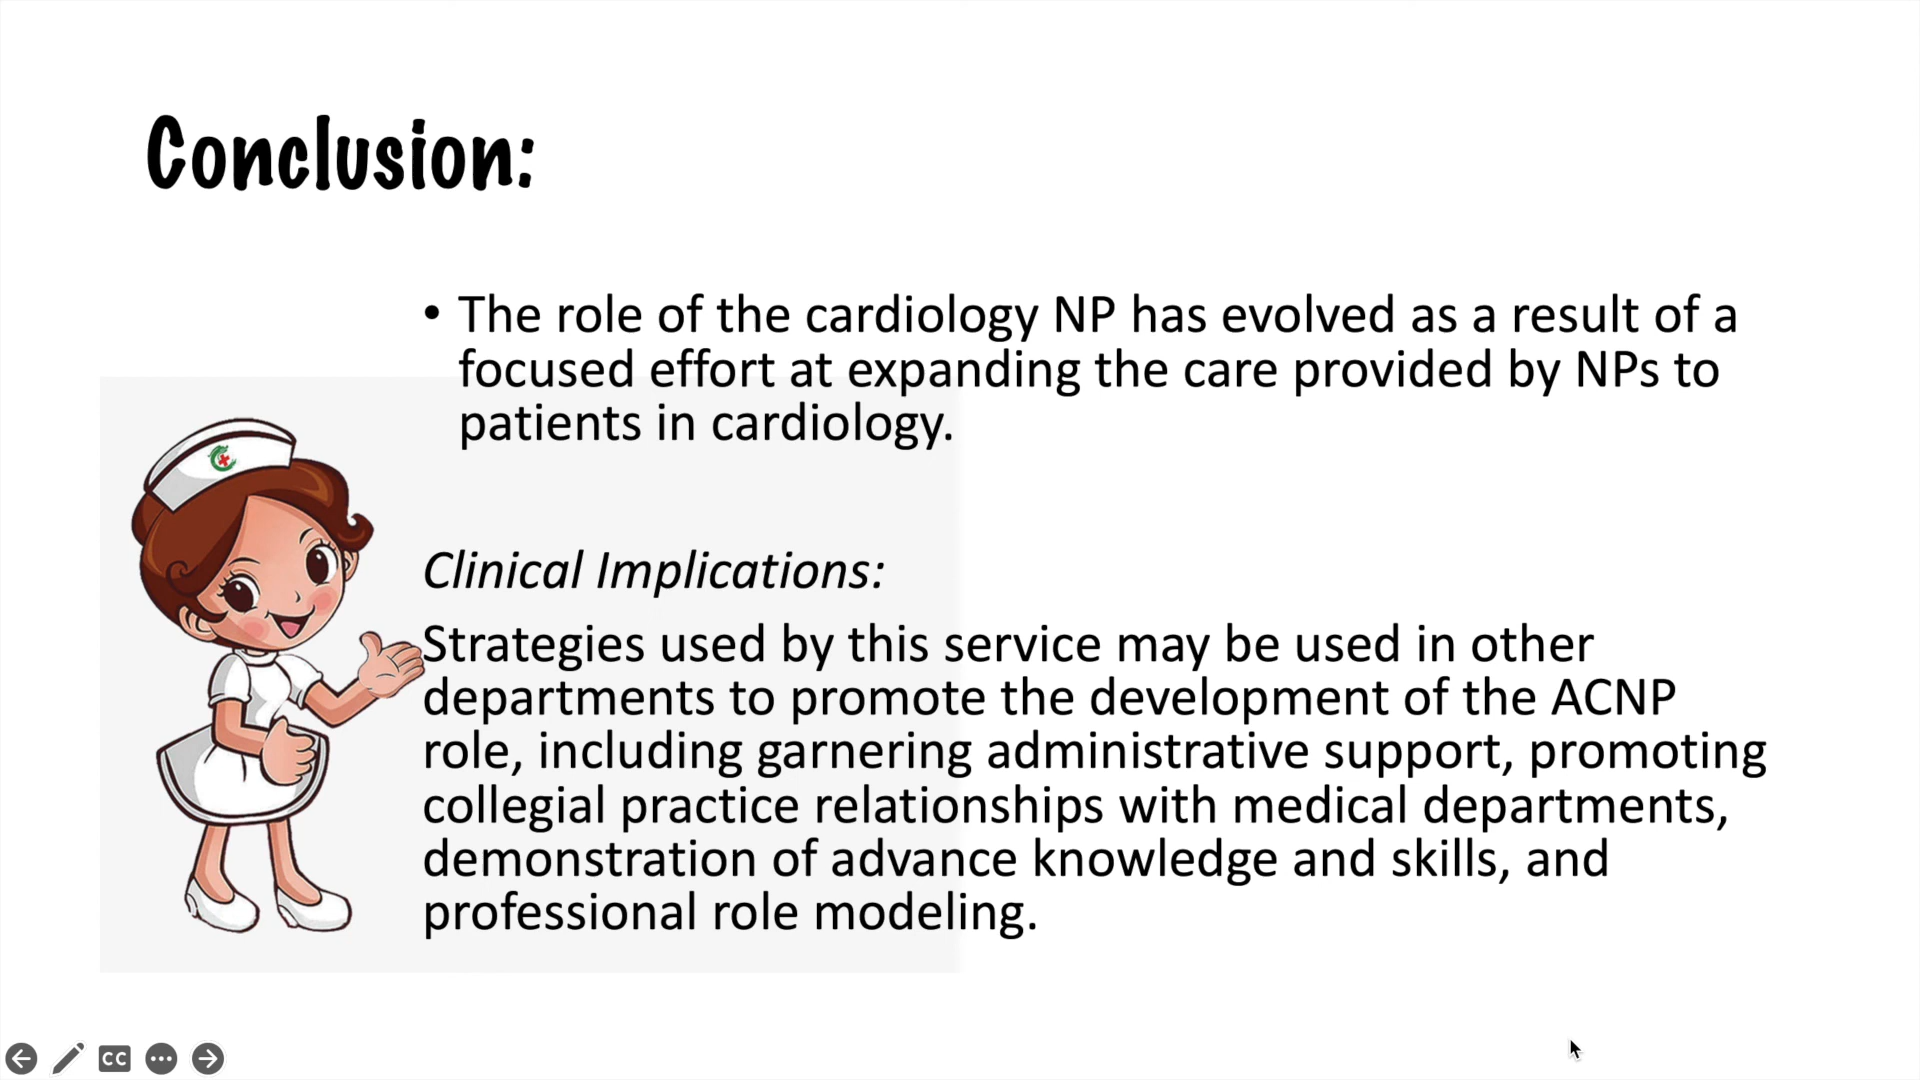 Conclusion:
• The role of the cardiology NP has evolved as a result of a
focused effort at expanding the care provided by NPs to
patients in cardiology.
Clinical Implications:
Strategies used by this service may be used in other
departments to promote the development of the ACNP
role, including garnering administrative support, promoting
collegial practice relationships with medical departments,
demonstration of advance knowledge and skills, and
professional role modeling.
CC